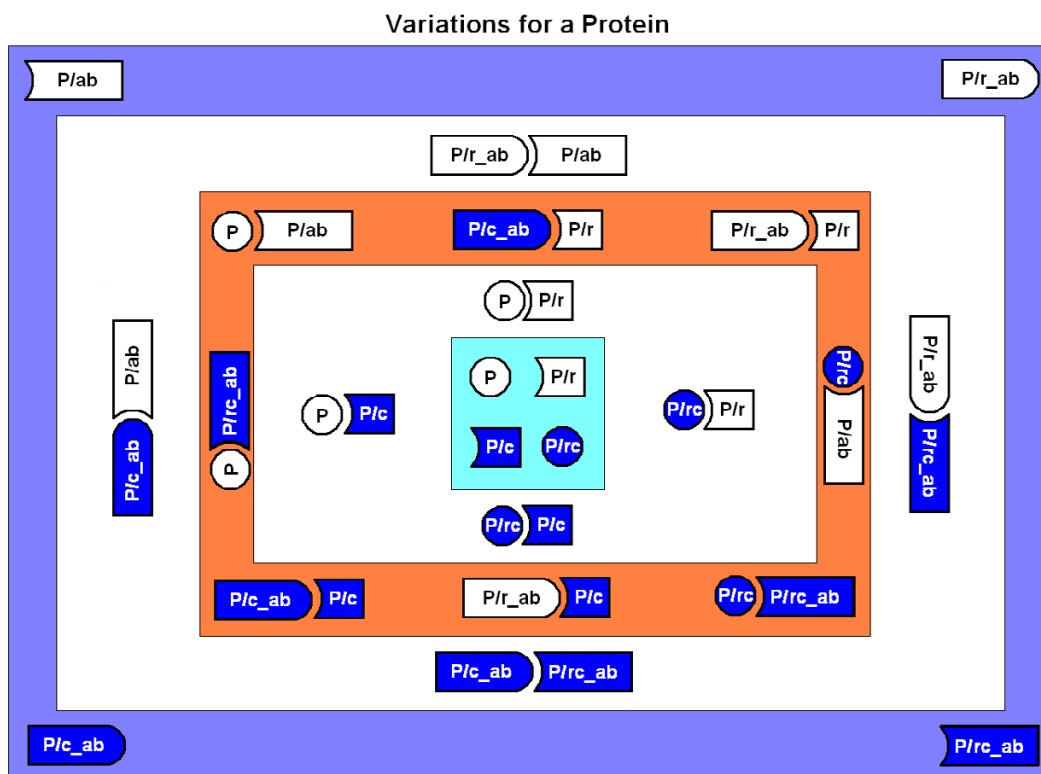 Variations for a Protein
P/ab
P/r_ab
P/r_ab P/ab
P P/ab
P/c_ab P/r
P/r_ab P/r
P P/r
P/ab
P/c_ab
P/rc_ab
P
P P/c
P P/r
P/c P/rc
P/rc P/r
P/rc
P/ab
P/r_ab
P/rc_ab
P/rc P/c
P/c_ab P/c
P/r_ab P/c
P/rc P/rc_ab
P/c_ab P/rc_ab
P/c_ab
P/rc_ab